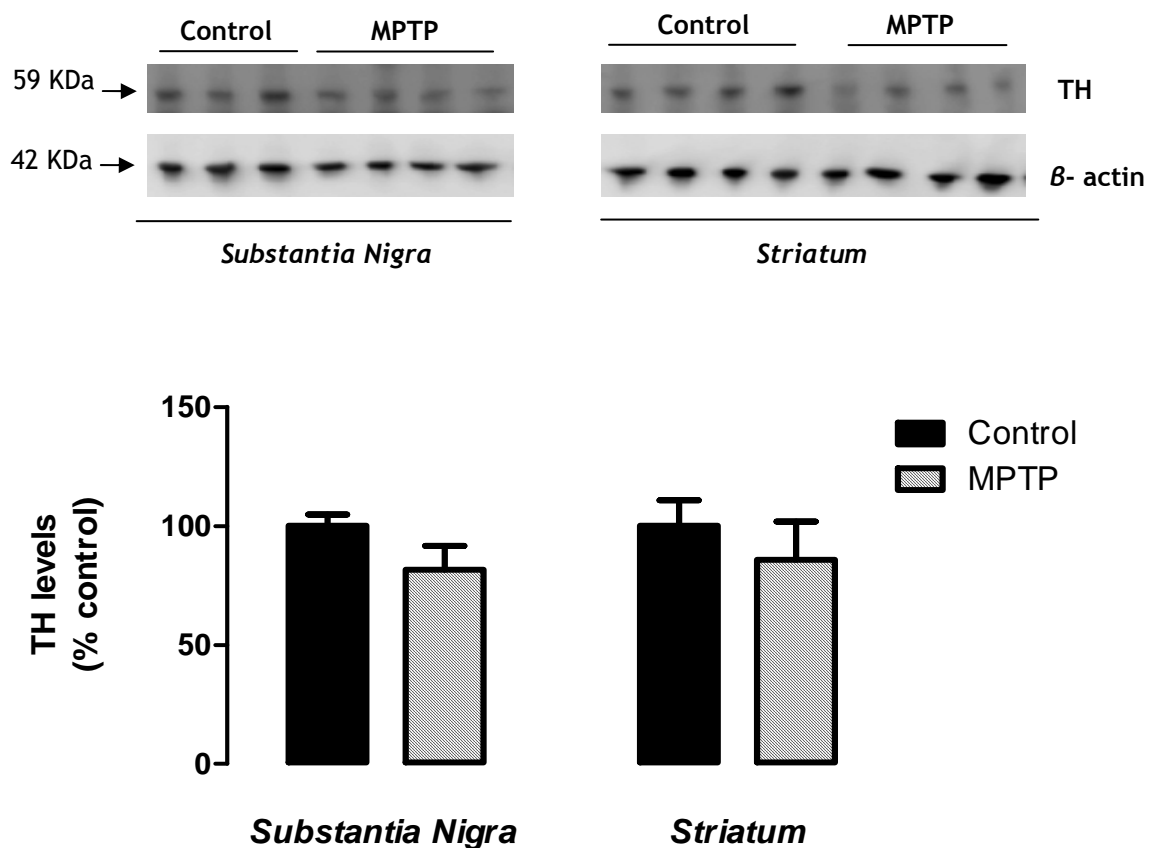 Control MPTP Control MPTP
59 KDa TH
42 KDa β- actin
Substantia Nigra Striatum
150
100
50
0
TH levels
(% control)
Control
MPTP
Substantia Nigra Striatum